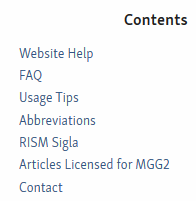 Contents
Website Help
FAQ
Usage Tips
Abbreviations
RISM Sigla
Articles Licensed for MGG2
Contact